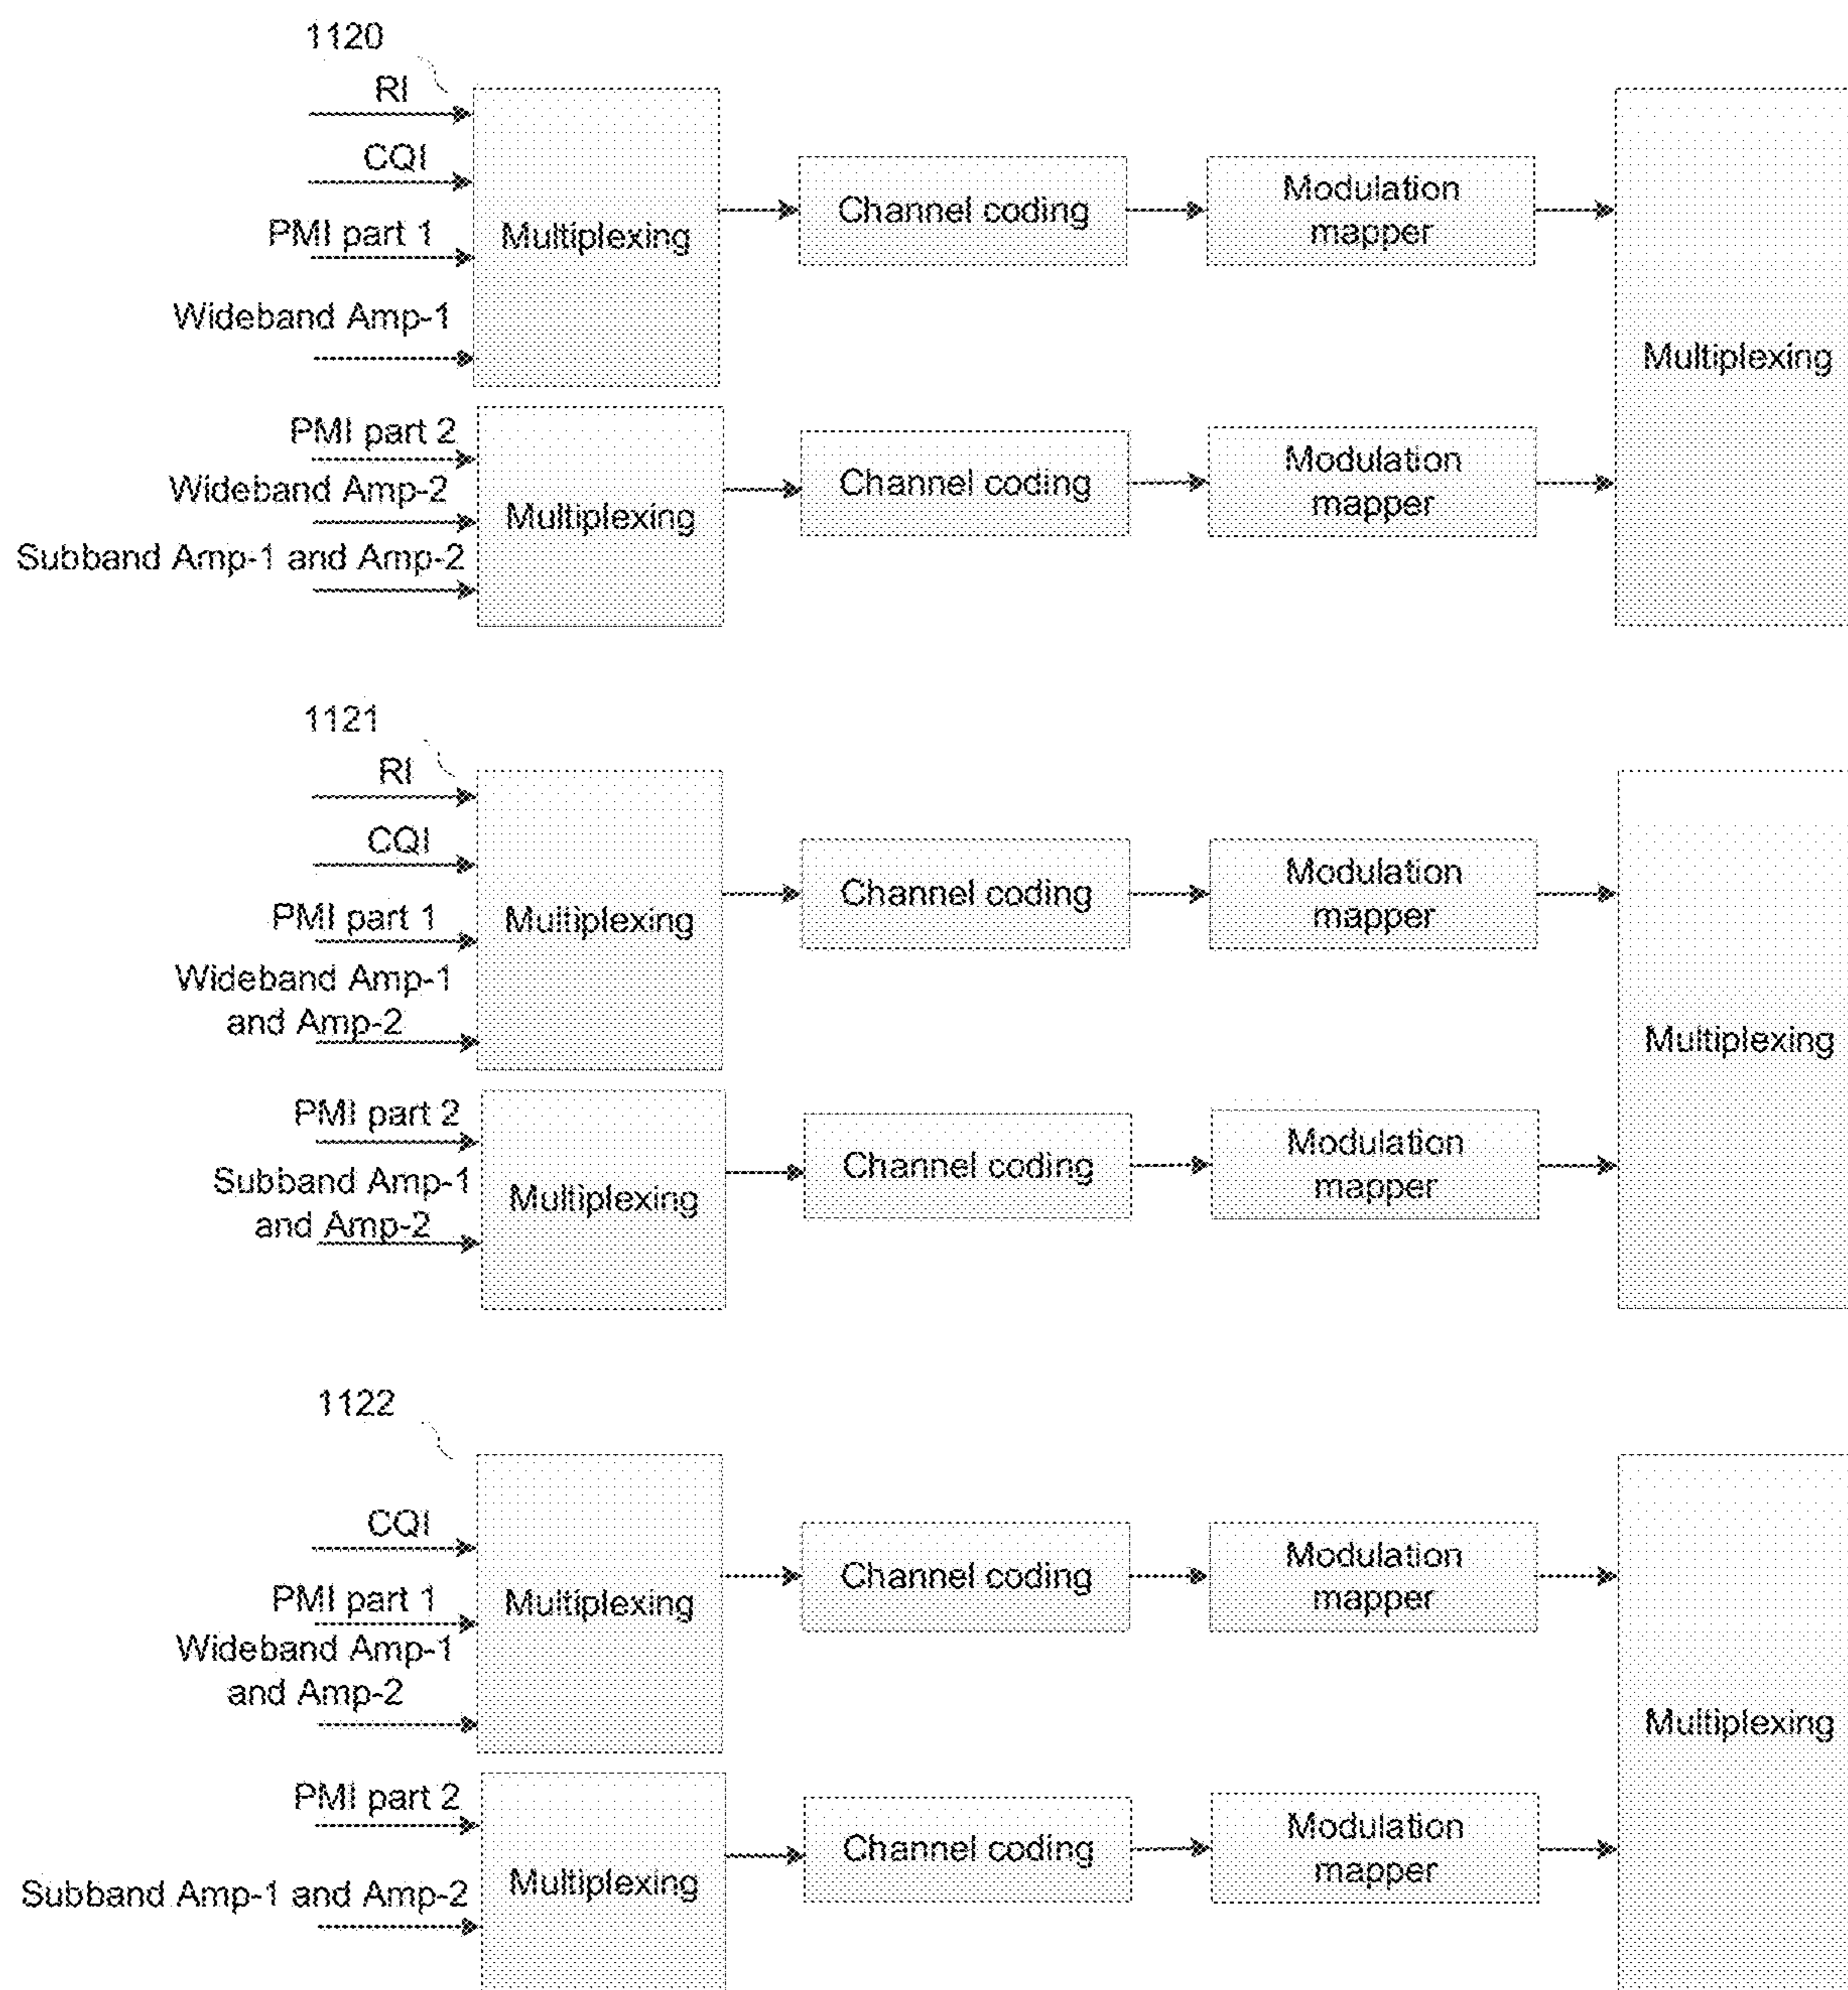 1120
RI
CQI
PMI part 1
Wideband Amp-1
Multiplexing
Channel coding
Modulation
mapper
PMI part 2
Wideband Amp-2
Subband Amp-1 and Amp-2
Multiplexing
Channel coding
Modulation
mapper
Multiplexing
1121
RI
CQI
PMI part 1
Wideband Amp-1
and Amp-2
Multiplexing
Channel coding
Modulation
mapper
PMI part 2
Subband Amp-1
and Amp-2
Multiplexing
Channel coding
Modulation
mapper
Multiplexing
1122
CQI
PMI part 1
Wideband Amp-1
and Amp-2
Multiplexing
Channel coding
Modulation
mapper
PMI part 2
Subband Amp-1 and Amp-2
Multiplexing
Channel coding
Modulation
mapper
Multiplexing